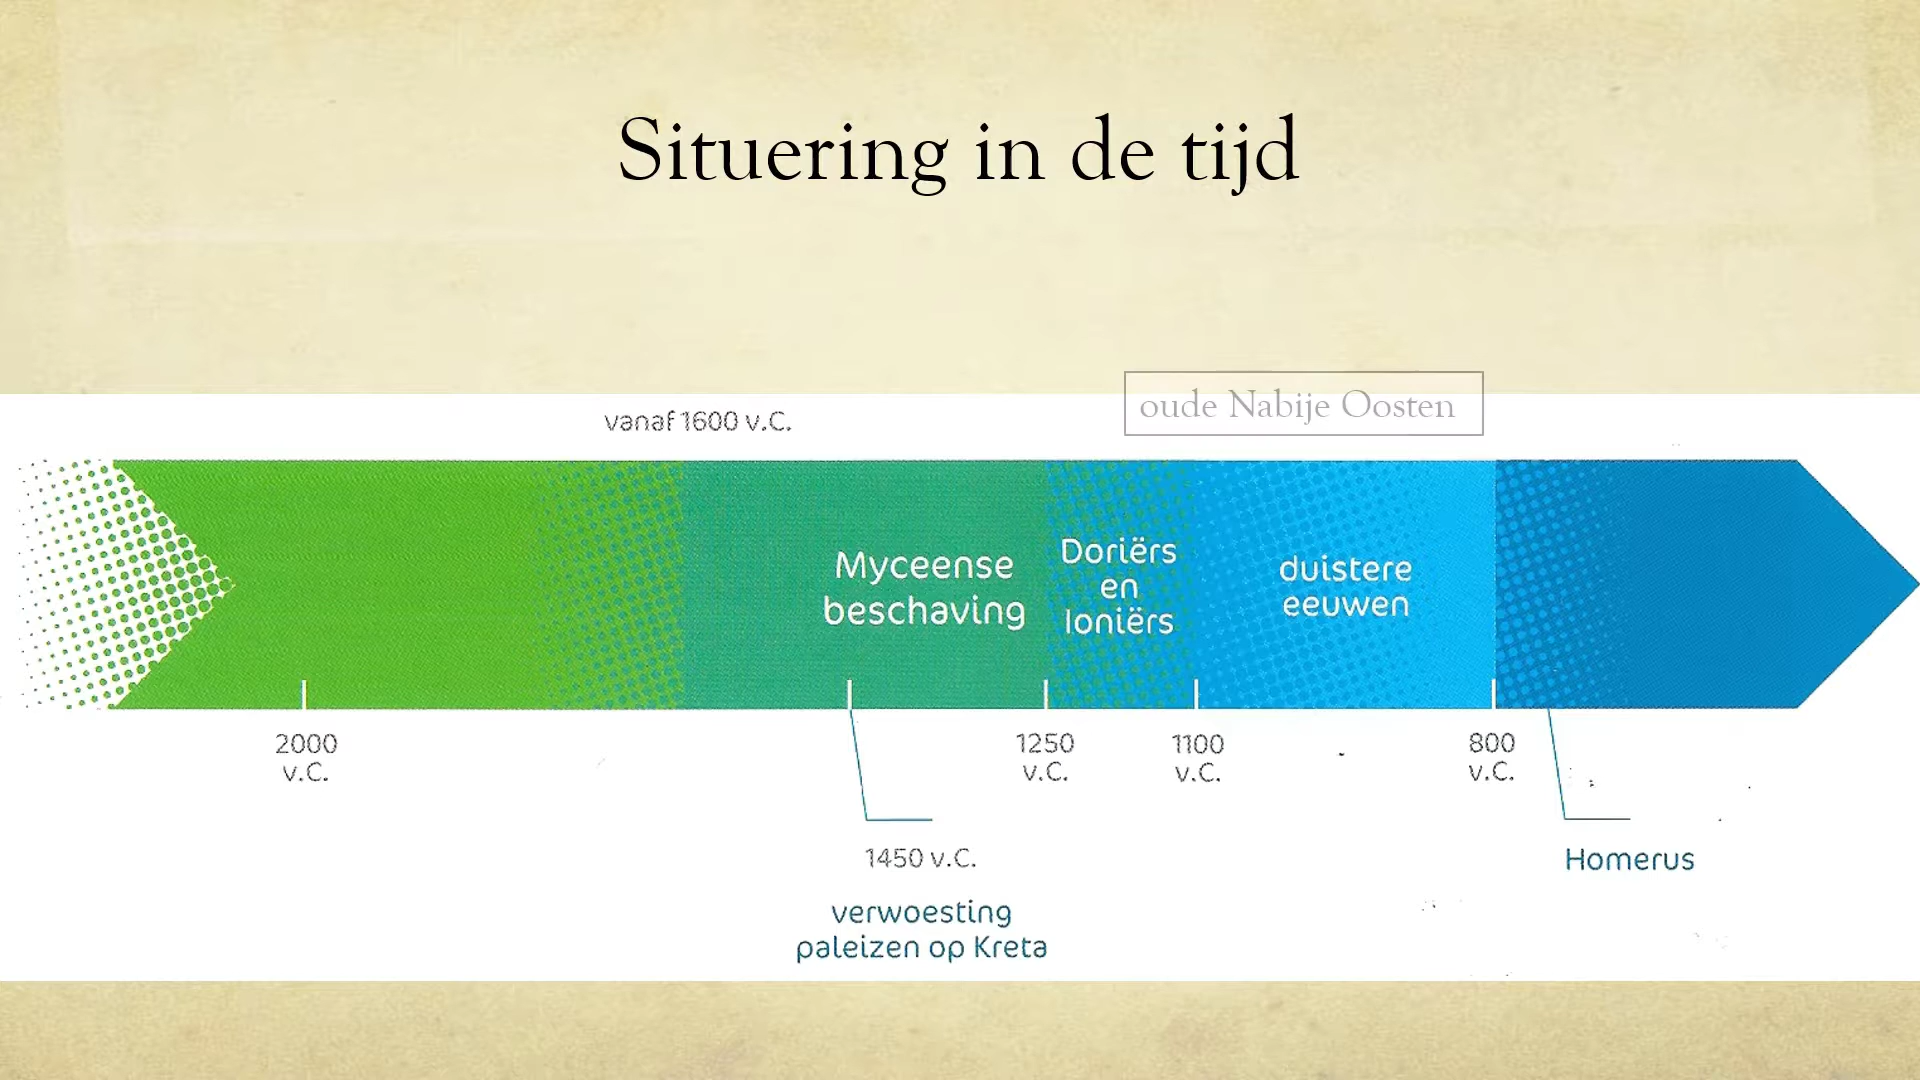 Situering in de tijd
oude Nabije Oosten
vanaf 1600 v.C.
Myceense
beschaving
Doriërs
en
Ioniërs
duistere
eeuwen
2000
v.C.
1250
v.C.
1100
v.C.
800
v.C.
1450 v.C.
verwoesting
paleizen op Kreta
Homerus